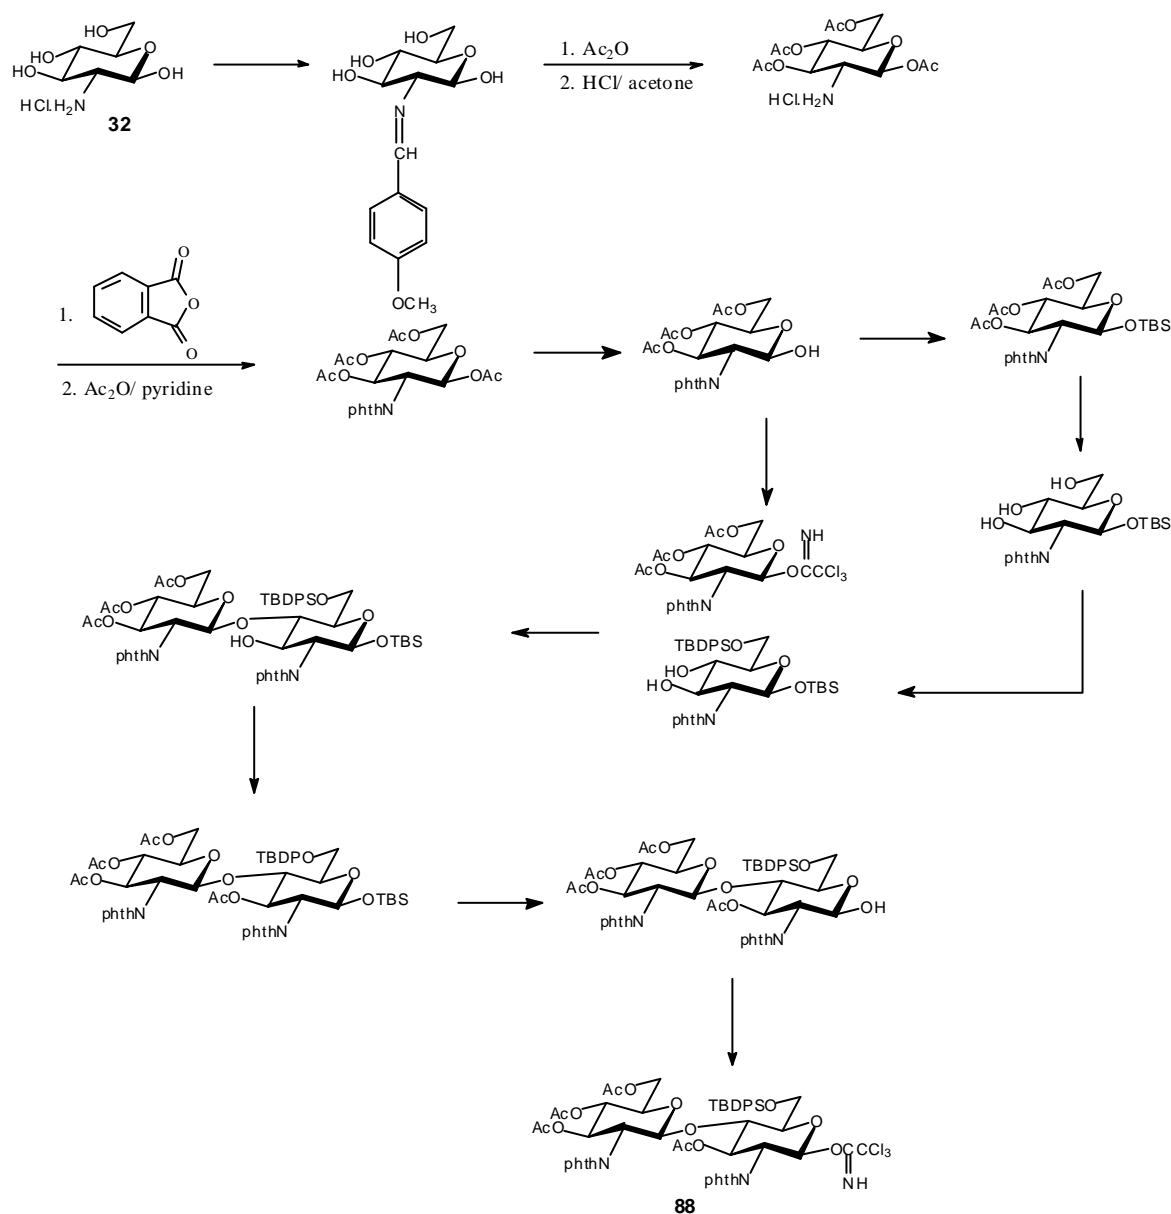 HO
HO
HO
O
OH
HCl.H2N
32
HO
HO
HO
O
OH
N
CH
OCH3
1. Ac2O
2. HCl/ acetone
AcO
AcO
AcO
O
OAc
HCl.H2N
1.
O
O
O
2. Ac2O/ pyridine
AcO
AcO
AcO
O
OAc
phthN
AcO
AcO
AcO
O
OH
phthN
AcO
AcO
AcO
O
OTBS
phthN
HO
HO
HO
O
OTBS
phthN
AcO
AcO
AcO
O
NH
OCCCl3
phthN
TBDPSO
HO
HO
O
OTBS
phthN
AcO
AcO
AcO
O
phthN
O
TBDPSO
HO
O
OTBS
phthN
AcO
AcO
AcO
O
phthN
O
TBDPO
AcO
O
OTBS
phthN
AcO
AcO
AcO
O
phthN
O
TBDPSO
AcO
O
OH
phthN
AcO
AcO
AcO
O
phthN
O
TBDPSO
AcO
O
OCCCl3
NH
phthN
88